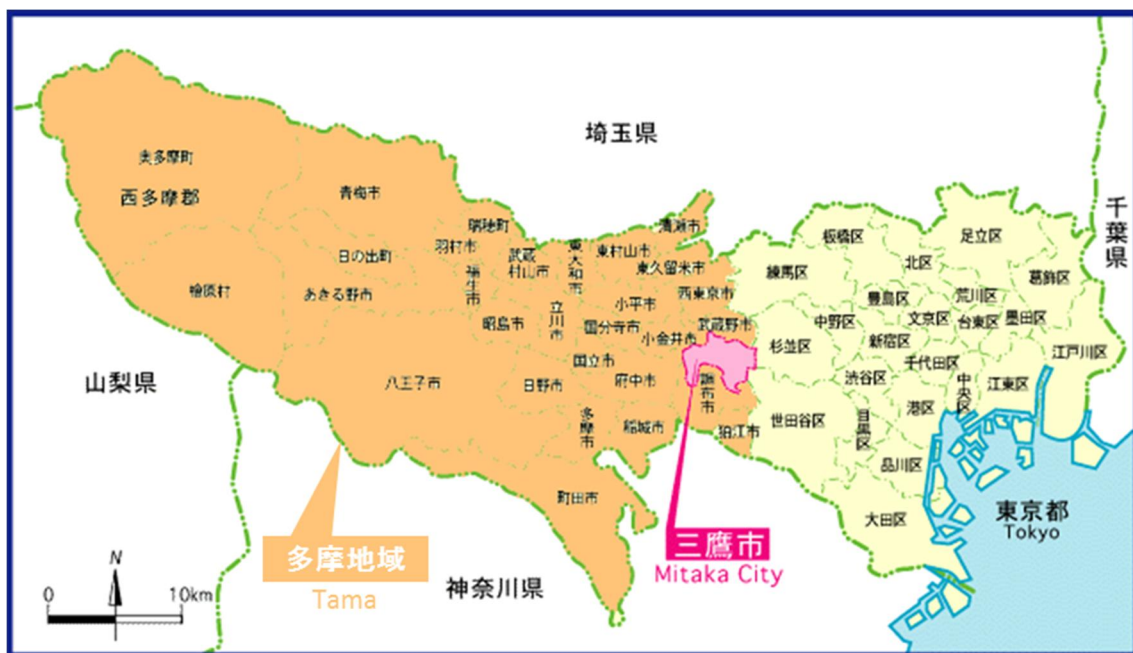 埼玉県
千葉県
山梨県
神奈川県
東京都
Tokyo
奥多摩町
西多摩郡
檜原村
青梅市
日の出町
あきる野市
瑞穂町
羽村市
福生市
武蔵
村山市
東大和市
東村山市
清瀬市
東久留米市
西東京市
小平市
立川市
昭島市
国分寺市
小金井市
武蔵野市
国立市
府中市
日野市
八王子市
多摩市
稲城市
調布市
狛江市
町田市
板橋区
練馬区
北区
足立区
葛飾区
豊島区
荒川区
中野区
文京区
台東区
墨田区
杉並区
新宿区
千代田区
江戸川区
渋谷区
中央区
江東区
港区
世田谷区
目黒区
品川区
大田区
多摩地域
Tama
三鷹市
Mitaka City
N
0
10km